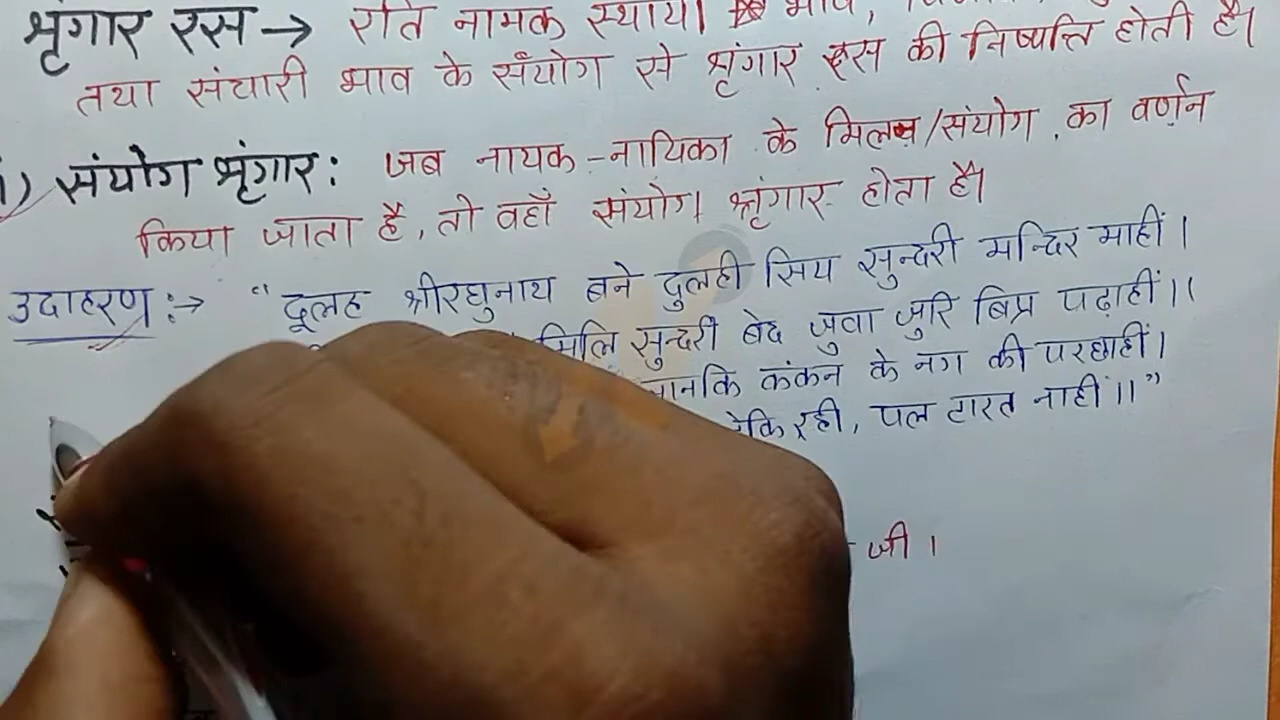 श्रृंगार रस → रति नामक स्थायी भाव,
तथा संचारी भाव के संयोग से श्रृंगार रस की निष्पत्ति होती है।
i) संयोग श्रृंगार: जब नायक-नायिका के मिलन/संयोग का वर्णन
किया जाता है, तो वहाँ संयोग श्रृंगार होता है।
उदाहरण :→ "दूलह श्रीरघुनाथ बने दुलही सिय सुन्दरी मन्दिर माहीं।
मिलि सुन्दरी बेद जुवा जुरि बिप्र पढ़ाहीं।।
जानकि कंकन के नग की परछाहीं।
टेकि रही, पल टारत नाहीं।।"
जी।